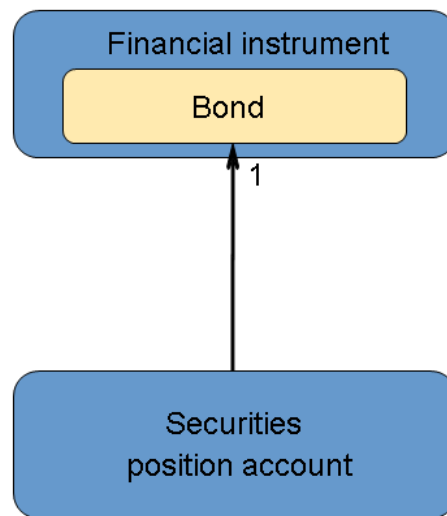 Financial instrument
Bond
1
Securities
position account